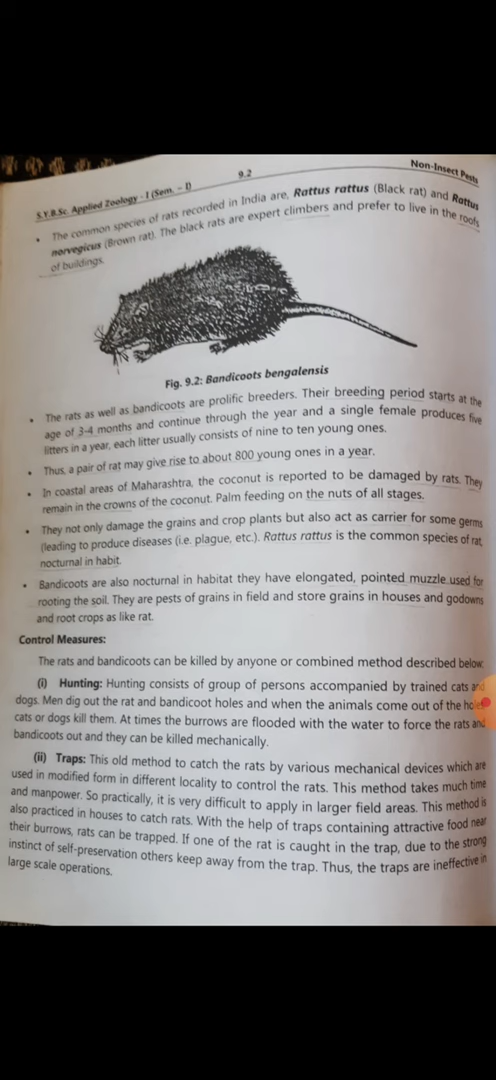 S.Y.B.Sc. Applied Zoology - I (Sem. - I) 9.2 Non-Insect Pests
• The common species of rats recorded in India are, Rattus rattus (Black rat) and Rattus
norvegicus (Brown rat). The black rats are expert climbers and prefer to live in the roofs
of buildings.
Fig. 9.2: Bandicoots bengalensis
• The rats as well as bandicoots are prolific breeders. Their breeding period starts at the
age of 3-4 months and continue through the year and a single female produces five
litters in a year, each litter usually consists of nine to ten young ones.
• Thus, a pair of rat may give rise to about 800 young ones in a year.
• In coastal areas of Maharashtra, the coconut is reported to be damaged by rats. They
remain in the crowns of the coconut. Palm feeding on the nuts of all stages.
• They not only damage the grains and crop plants but also act as carrier for some germs
(leading to produce diseases (i.e. plague, etc.). Rattus rattus is the common species of rat,
nocturnal in habit.
• Bandicoots are also nocturnal in habitat they have elongated, pointed muzzle used for
rooting the soil. They are pests of grains in field and store grains in houses and godowns
and root crops as like rat.
Control Measures:
The rats and bandicoots can be killed by anyone or combined method described below:
(i) Hunting: Hunting consists of group of persons accompanied by trained cats and
dogs. Men dig out the rat and bandicoot holes and when the animals come out of the holes
cats or dogs kill them. At times the burrows are flooded with the water to force the rats and
bandicoots out and they can be killed mechanically.
(ii) Traps: This old method to catch the rats by various mechanical devices which are
used in modified form in different locality to control the rats. This method takes much time
and manpower. So practically, it is very difficult to apply in larger field areas. This method is
also practiced in houses to catch rats. With the help of traps containing attractive food near
their burrows, rats can be trapped. If one of the rat is caught in the trap, due to the strong
instinct of self-preservation others keep away from the trap. Thus, the traps are ineffective in
large scale operations.